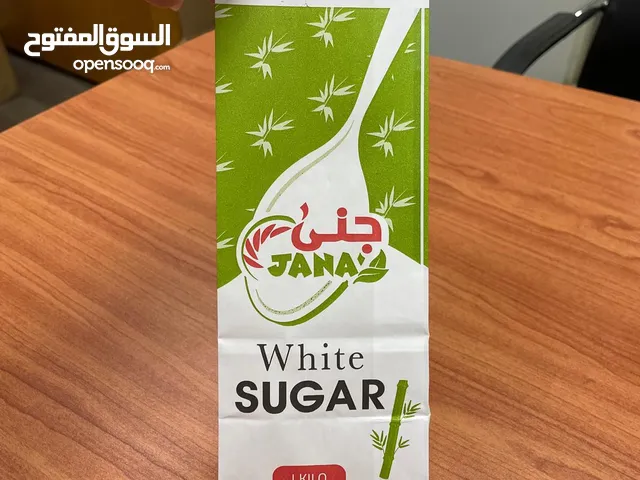 السوق المفتوح
opensooq.com
جنى
JANA
White
SUGAR
1 KILO